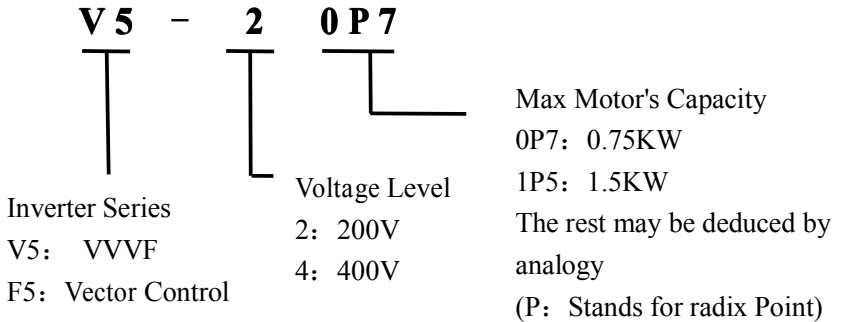 V5 – 2 0P7
Inverter Series
V5： VVVF
F5：Vector Control
Voltage Level
2：200V
4：400V
Max Motor's Capacity
0P7：0.75KW
1P5：1.5KW
The rest may be deduced by
analogy
(P：Stands for radix Point)